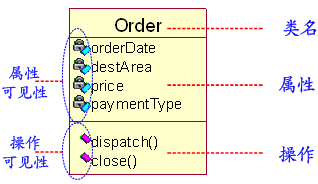 Order
类名
orderDate
destArea
price
paymentType
属性
可见性
属性
dispatch()
close()
操作
可见性
操作